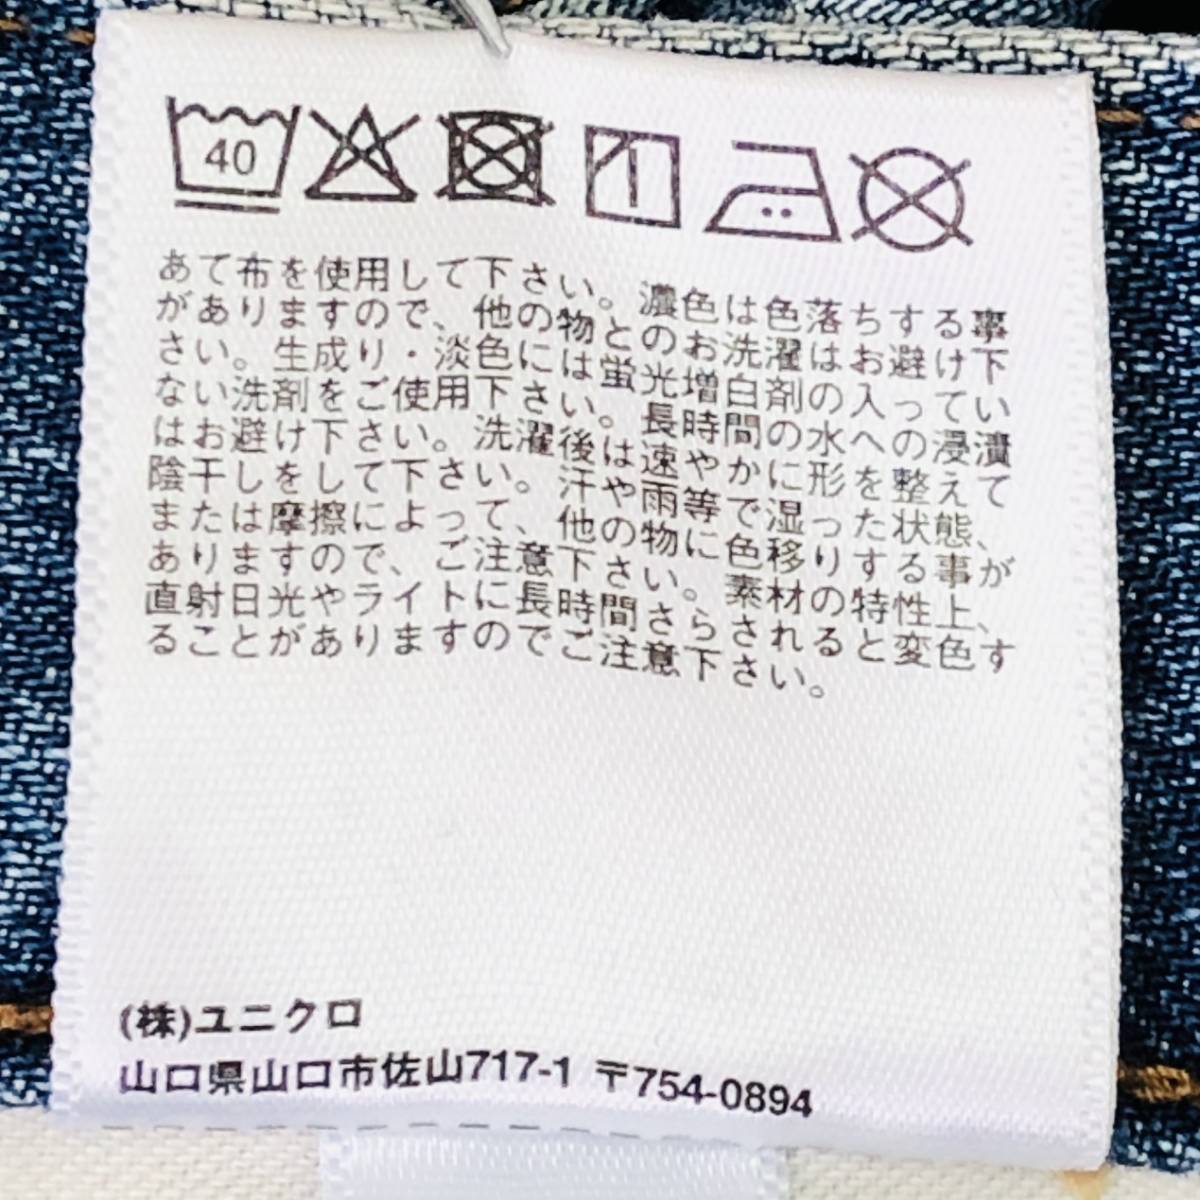 40
あて布を使用して下さい。濃色は色落ちする事
がありますので、他の物とのお洗濯はお避け下
さい。生成り・淡色には蛍光増白剤の入ってい
ない洗剤をご使用下さい。長時間の水への浸漬
はお避け下さい。洗濯後は速やかに形を整えて
陰干しをして下さい。汗や雨等で湿った状態、
または摩擦によって、他の物に色移りする事が
ありますので、ご注意下さい。素材の特性上、
直射日光やライトに長時間さらされると変色す
ることがありますのでご注意下さい。
(株)ユニクロ
山口県山口市佐山717-1 〒754-0894